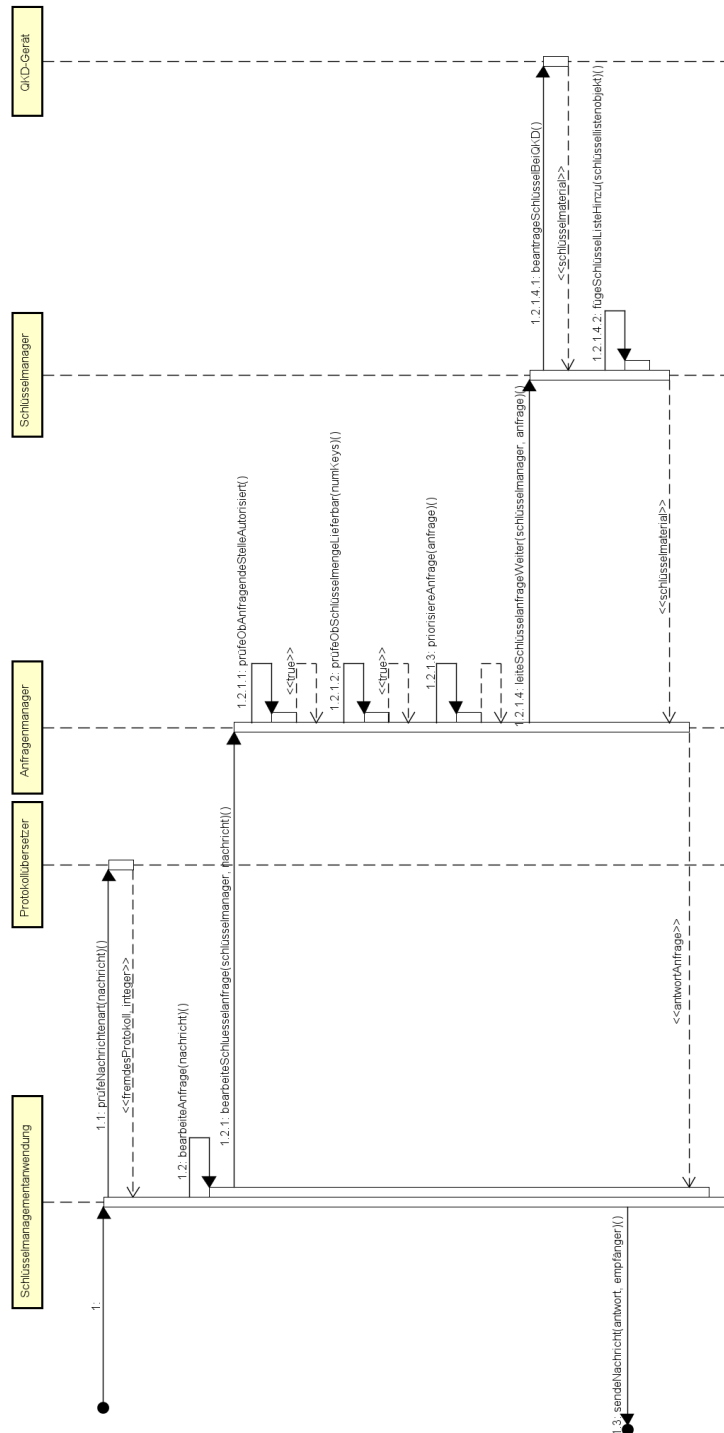 Schlüsselmanagementanwendung
Protokollübersetzer
Anfragenmanager
Schlüsselmanager
QKD-Gerät
1:
1.1: prüfeNachrichtenart(nachricht)()
<<fremdesProtokoll, integer>>
1.2: bearbeiteAnfrage(nachricht)()
1.2.1: bearbeiteSchluesselanfrage(schlüsselmanager, nachricht)()
1.2.1.1: prüfeObAnfragendeStelleAutorisiert()
<<true>>
1.2.1.2: prüfeObSchlüsselmengeLieferbar(numKeys)()
<<true>>
1.2.1.3: priorisiereAnfrage(anfrage)()
1.2.1.4: leiteSchlüsselanfrageWeiter(schlüsselmanager, anfrage)()
1.2.1.4.1: beantrageSchlüsselBeiQKD()
<<schlüsselmaterial>>
1.2.1.4.2: fügeSchlüsselListeHinzu(schlüssellistenobjekt)()
<<schlüsselmaterial>>
<<antwortAnfrage>>
1.3: sendeNachricht(antwort, empfänger)()